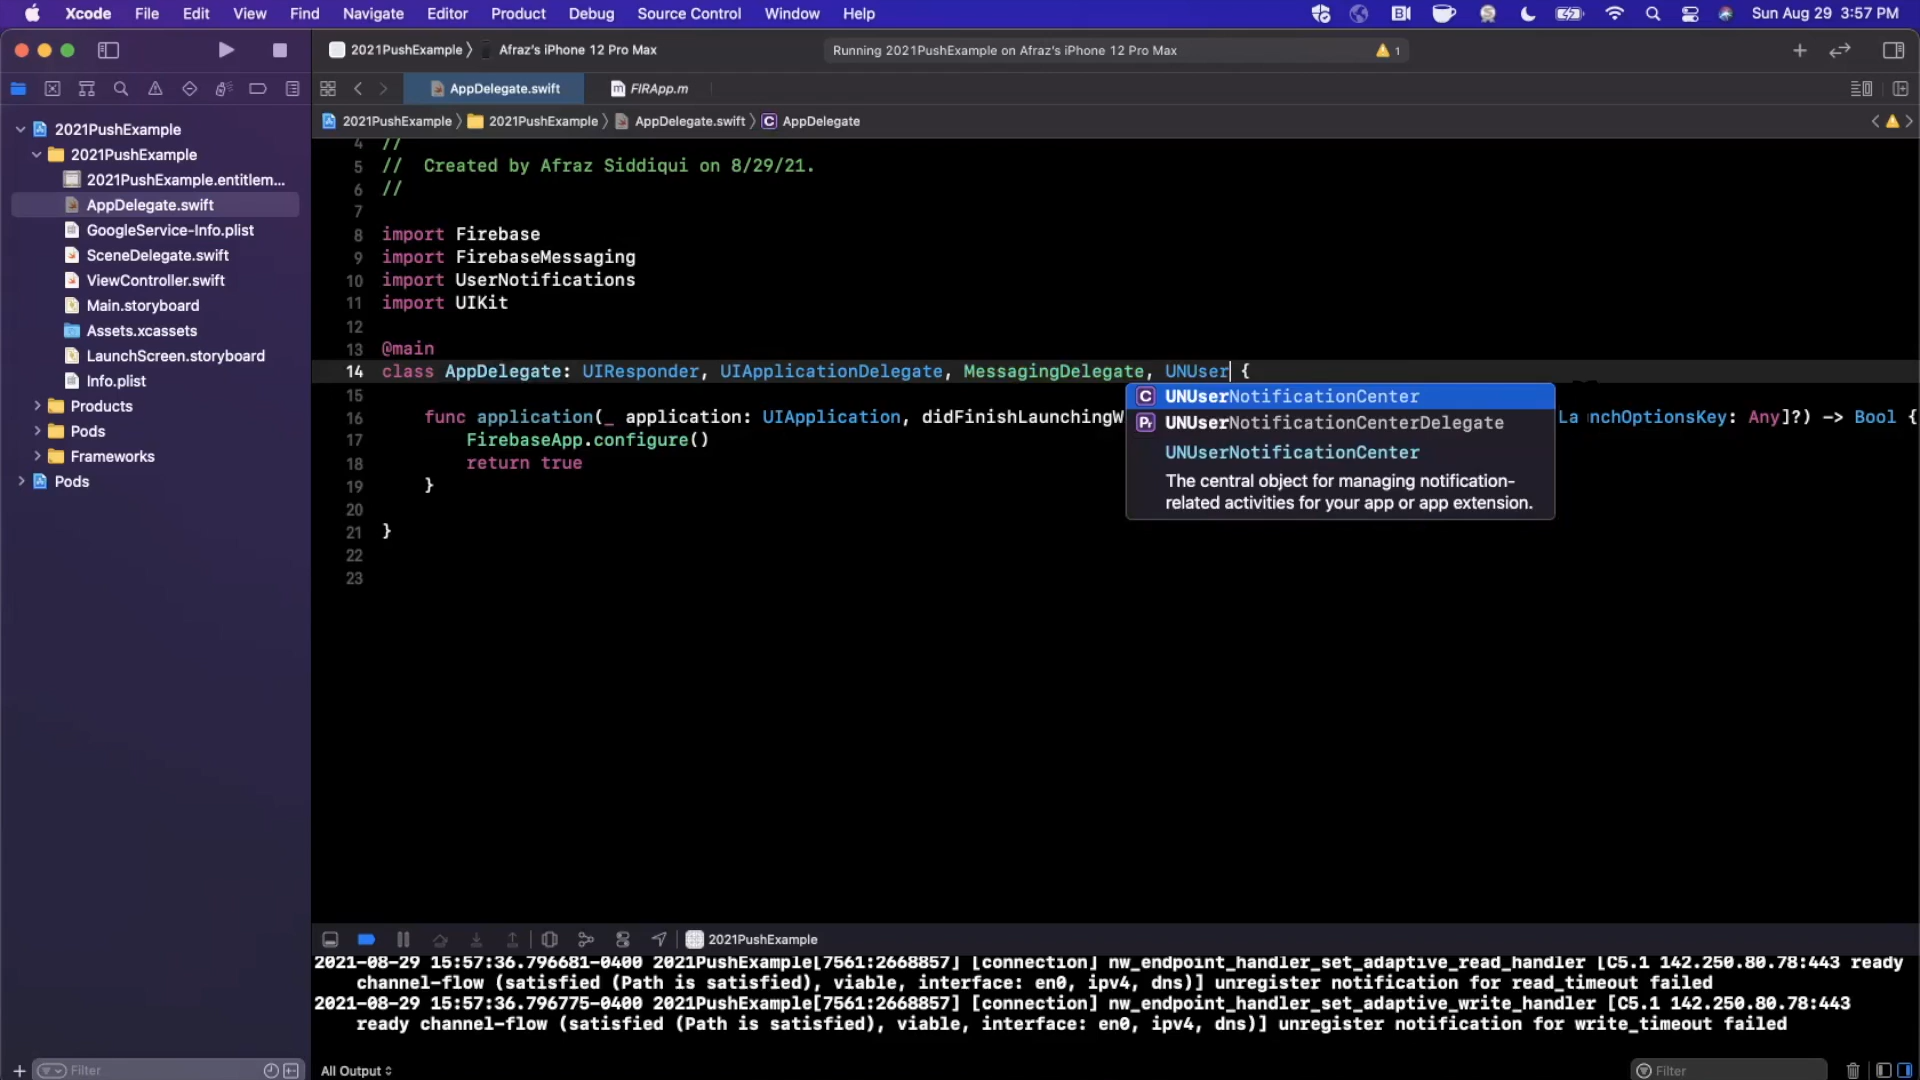 Xcode File Edit View Find Navigate Editor Product Debug Source Control Window Help Sun Aug 29 3:57 PM
2021PushExample Afraz's iPhone 12 Pro Max Running 2021PushExample on Afraz's iPhone 12 Pro Max 1
AppDelegate.swift FIRApp.m
2021PushExample 2021PushExample AppDelegate.swift AppDelegate
2021PushExample
2021PushExample
2021PushExample.entitlem...
AppDelegate.swift
GoogleService-Info.plist
SceneDelegate.swift
ViewController.swift
Main.storyboard
Assets.xcassets
LaunchScreen.storyboard
Info.plist
Products
Pods
Frameworks
Pods
4 //
5 // Created by Afraz Siddiqui on 8/29/21.
6 //
7
8 import Firebase
9 import FirebaseMessaging
10 import UserNotifications
11 import UIKit
12
13 @main
14 class AppDelegate: UIResponder, UIApplicationDelegate, MessagingDelegate, UNUser {
15
16 func application(_ application: UIApplication, didFinishLaunchingW LaunchOptionsKey: Any]?) -> Bool {
17 FirebaseApp.configure()
18 return true
19 }
20
21 }
22
23
UNUserNotificationCenter
UNUserNotificationCenterDelegate
UNUserNotificationCenter
The central object for managing notification-
related activities for your app or app extension.
2021PushExample
2021-08-29 15:57:36.796681-0400 2021PushExample[7561:2668857] [connection] nw_endpoint_handler_set_adaptive_read_handler [C5.1 142.250.80.78:443 ready
channel-flow (satisfied (Path is satisfied), viable, interface: en0, ipv4, dns)] unregister notification for read_timeout failed
2021-08-29 15:57:36.796775-0400 2021PushExample[7561:2668857] [connection] nw_endpoint_handler_set_adaptive_write_handler [C5.1 142.250.80.78:443
ready channel-flow (satisfied (Path is satisfied), viable, interface: en0, ipv4, dns)] unregister notification for write_timeout failed
Filter All Output Filter